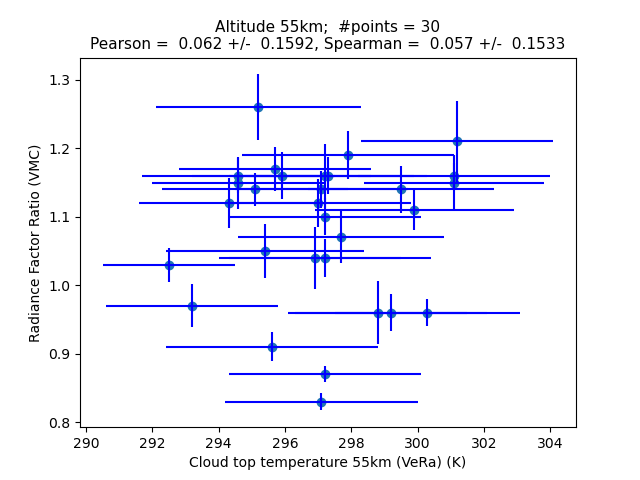 Altitude 55km;  #points = 30
Pearson =  0.062 +/-  0.1592, Spearman =  0.057 +/-  0.1533
Radiance Factor Ratio (VMC)
1.3
1.2
1.1
1.0
0.9
0.8
290 292 294 296 298 300 302 304
Cloud top temperature 55km (VeRa) (K)